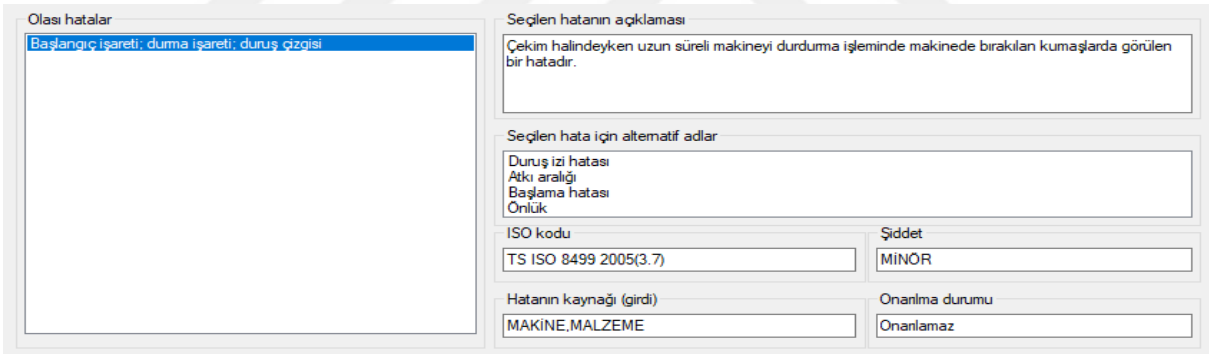 Olası hatalar
Başlangıç işareti; durma işareti; duruş çizgisi
Seçilen hatanın açıklaması
Çekim halindeyken uzun süreli makineyi durdurma işleminde makinede bırakılan kumaşlarda görülen
bir hatadır.
Seçilen hata için alternatif adlar
Duruş izi hatası
Atkı aralığı
Başlama hatası
Önlük
ISO kodu
TS ISO 8499 2005(3.7)
Şiddet
MİNÖR
Hatanın kaynağı (girdi)
MAKİNE,MALZEME
Onarılma durumu
Onarılamaz